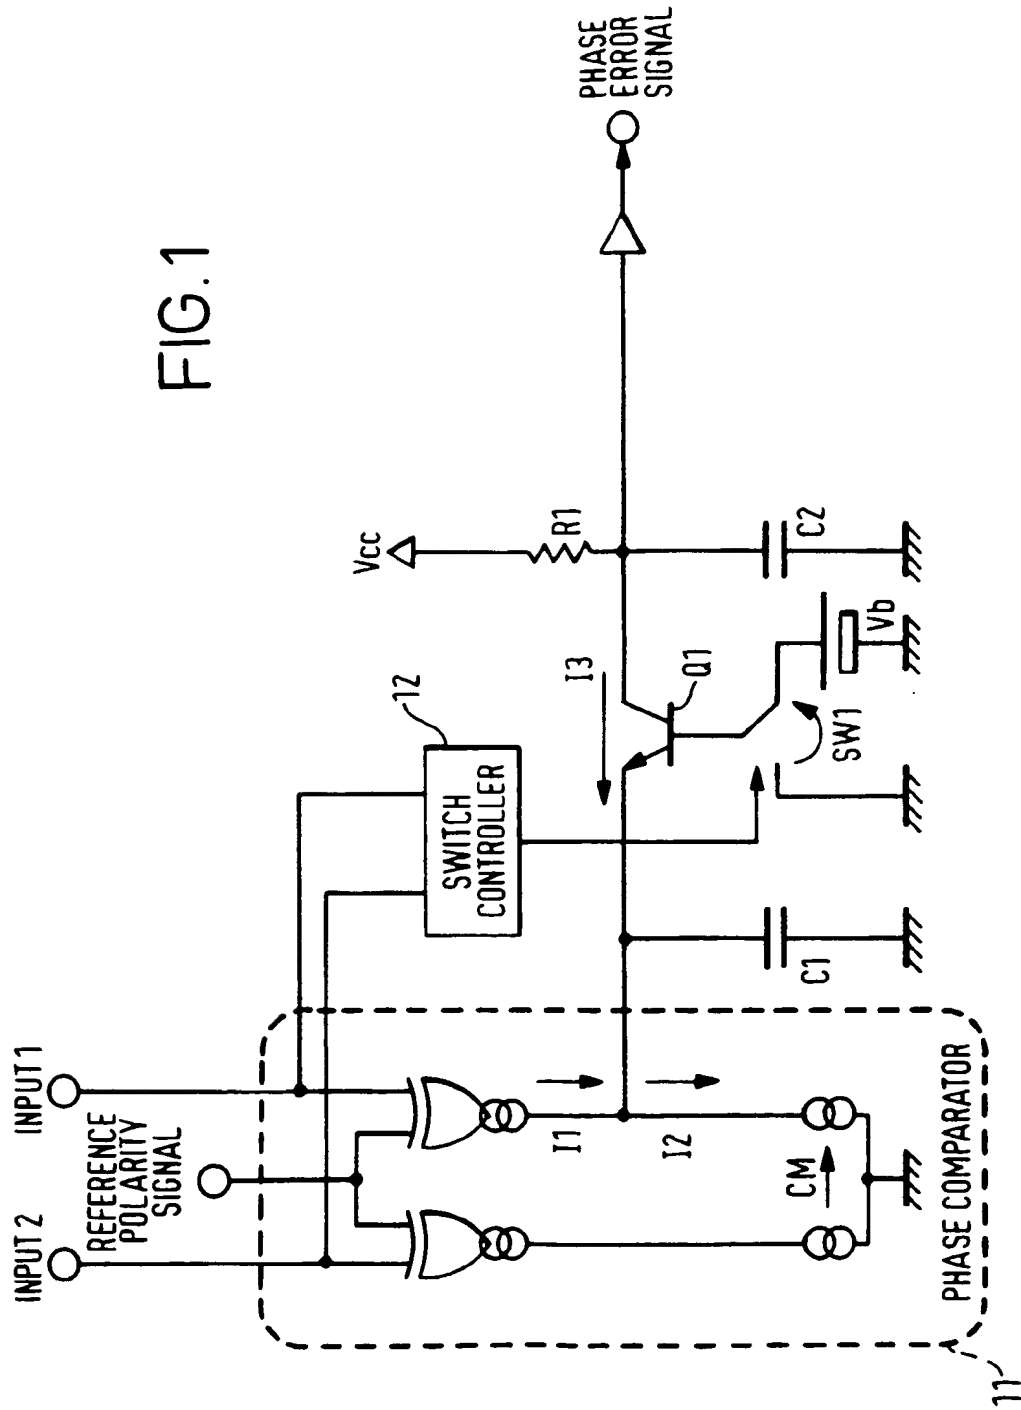 FIG.1
INPUT 1
REFERENCE
POLARITY
SIGNAL
INPUT 2
SWITCH
CONTROLLER
12
Vcc
R1
PHASE
ERROR
SIGNAL
I1
I2
I3
Q1
CM
C1
SW1
Vb
C2
PHASE COMPARATOR
11